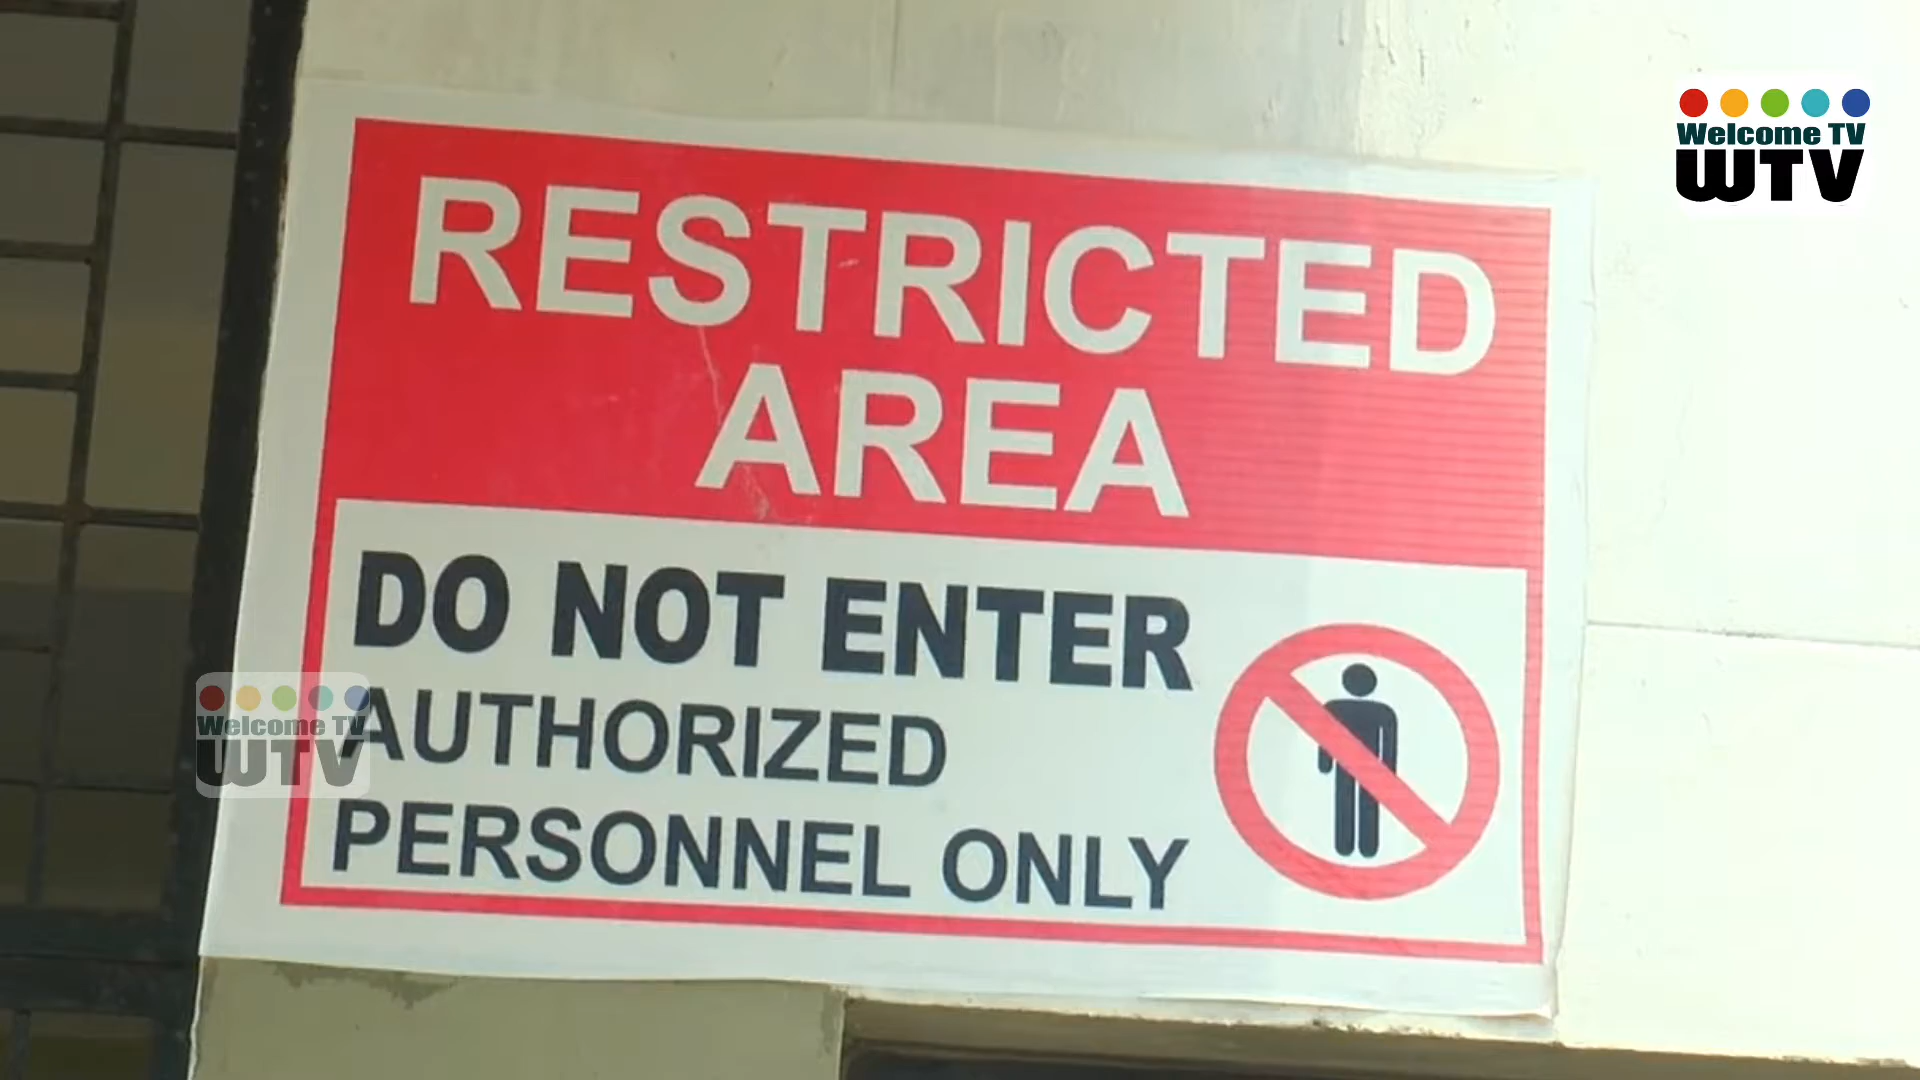 Welcome TV
WTV
RESTRICTED
AREA
DO NOT ENTER
AUTHORIZED
PERSONNEL ONLY
Welcome TV
WTV